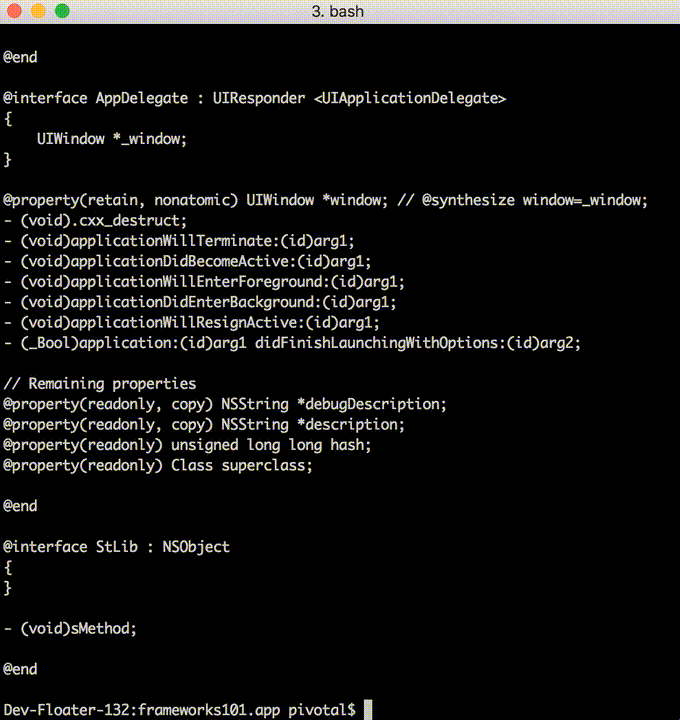 3. bash
@end
@interface AppDelegate : UIResponder <UIApplicationDelegate>
{
    UIWindow *_window;
}
@property(retain, nonatomic) UIWindow *window; // @synthesize window=_window;
- (void).cxx_destruct;
- (void)applicationWillTerminate:(id)arg1;
- (void)applicationDidBecomeActive:(id)arg1;
- (void)applicationWillEnterForeground:(id)arg1;
- (void)applicationDidEnterBackground:(id)arg1;
- (void)applicationWillResignActive:(id)arg1;
- (_Bool)application:(id)arg1 didFinishLaunchingWithOptions:(id)arg2;
// Remaining properties
@property(readonly, copy) NSString *debugDescription;
@property(readonly, copy) NSString *description;
@property(readonly) unsigned long long hash;
@property(readonly) Class superclass;
@end
@interface StLib : NSObject
{
}
- (void)sMethod;
@end
Dev-Floater-132:frameworks101.app pivotal$